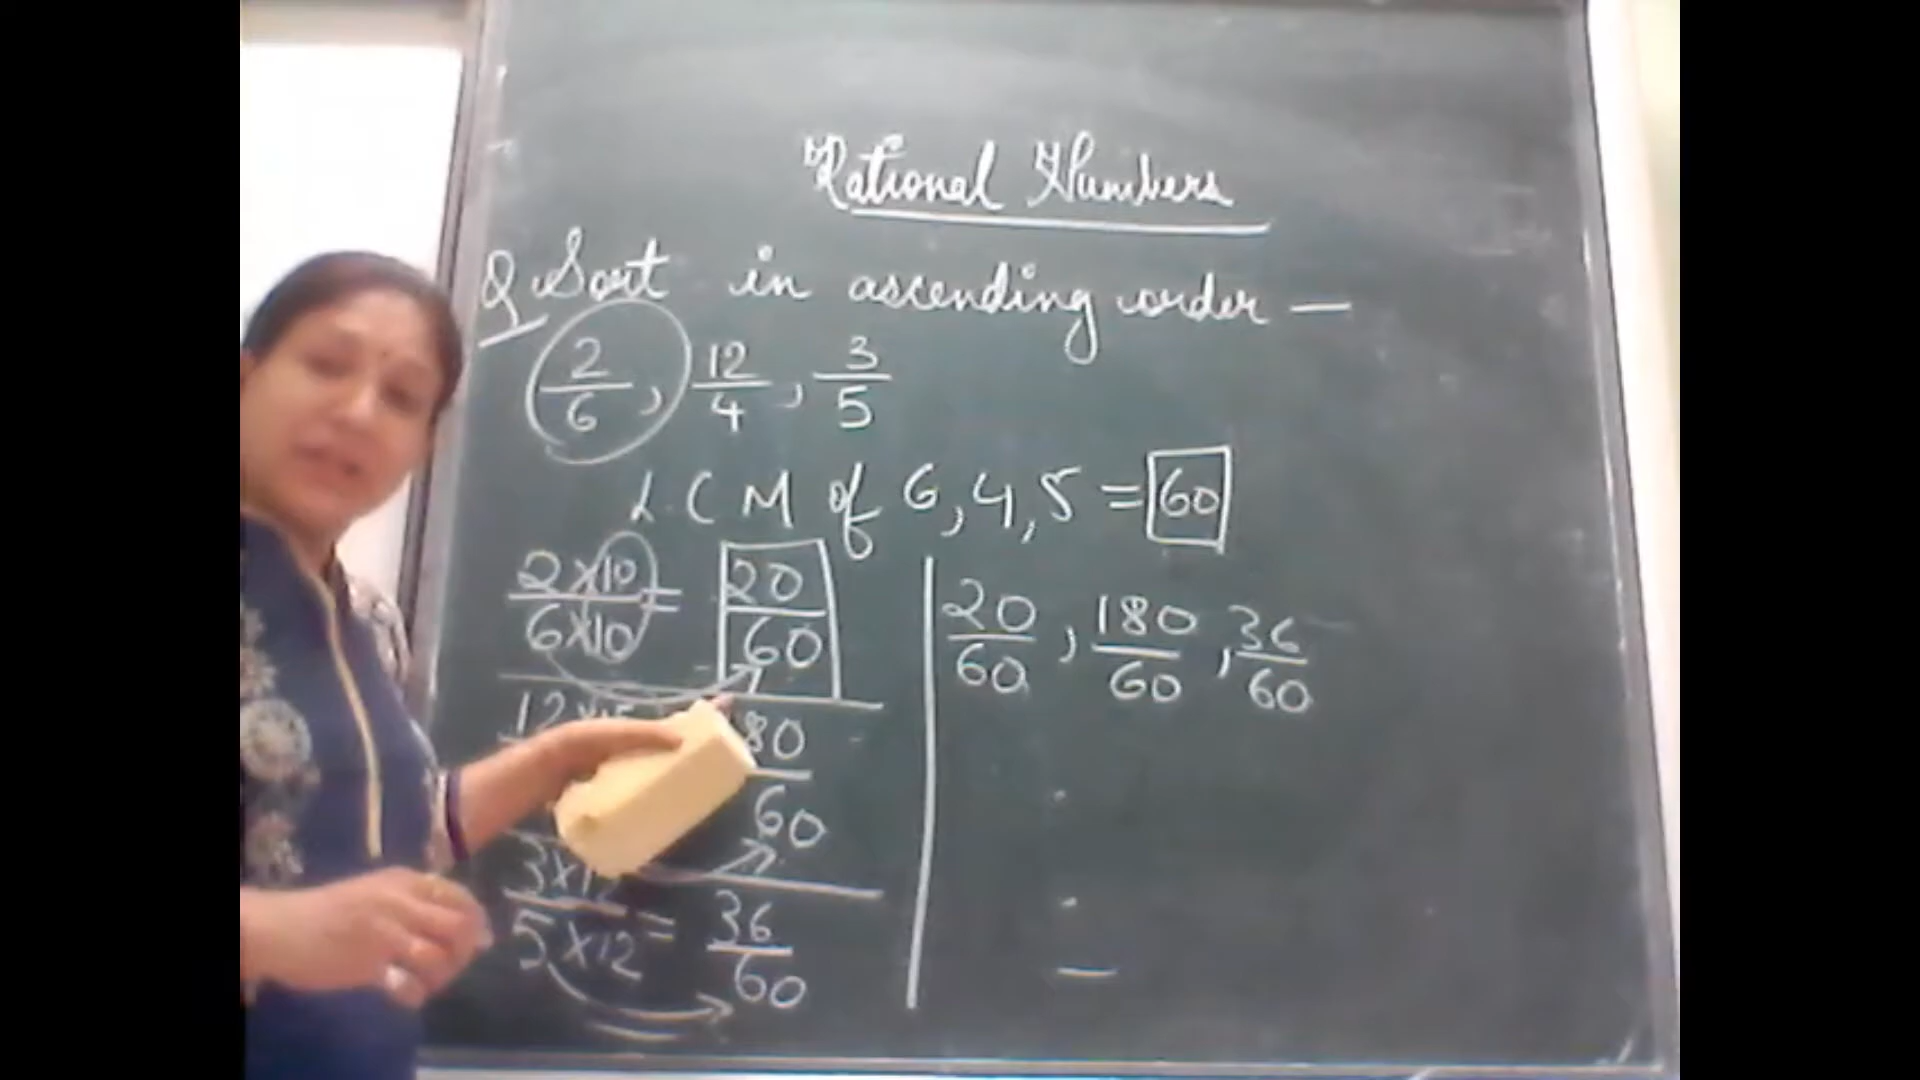 Rational Numbers
Q Sort in ascending order —
2/6, 12/4, 3/5
LCM of 6, 4, 5 = 60
2×10/6×10 = 20/60
12×15 80/60
3×12/5×12 = 36/60
20/60, 180/60, 36/60